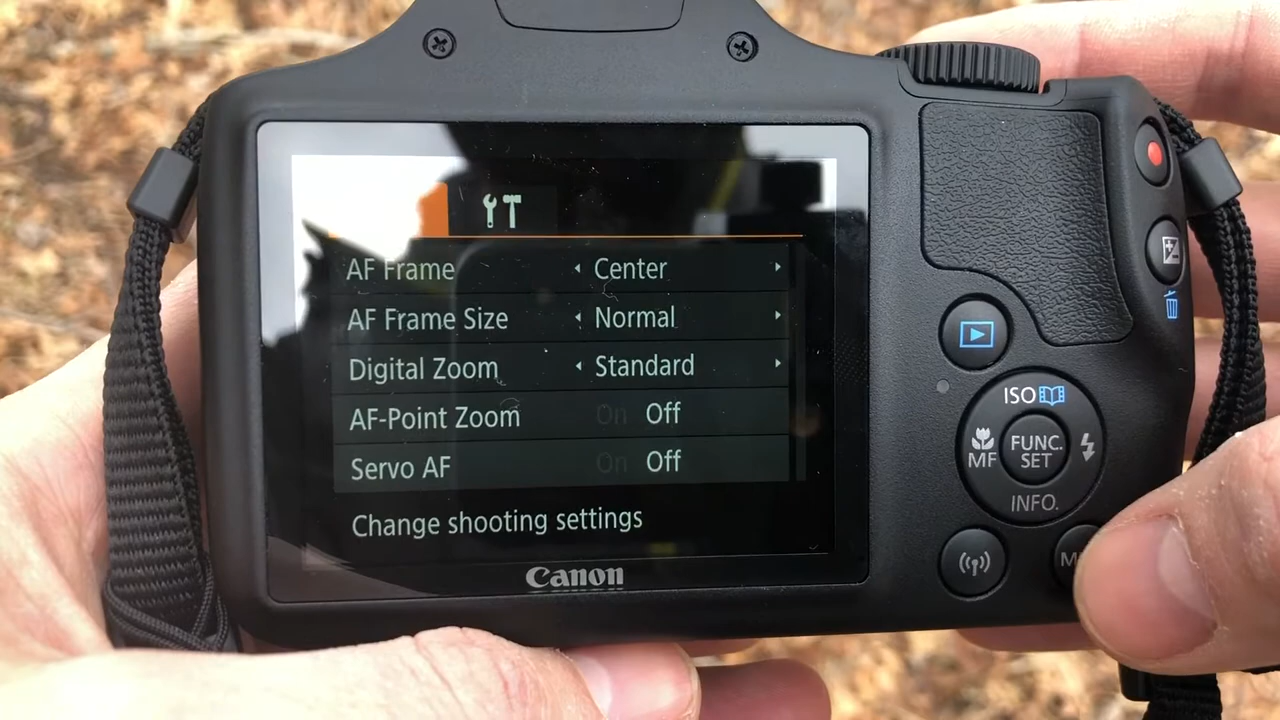 AF Frame Center
AF Frame Size Normal
Digital Zoom Standard
AF-Point Zoom On Off
Servo AF On Off
Change shooting settings
Canon
ISO
MF
FUNC.
SET
INFO.